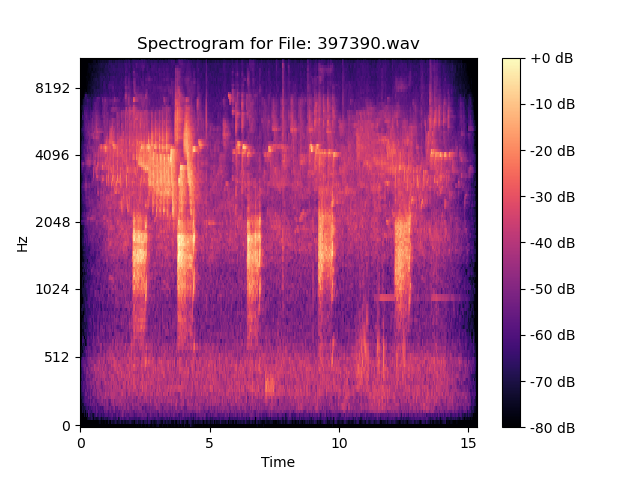 Spectrogram for File: 397390.wav
8192
4096
2048
1024
512
0
Hz
0 5 10 15
Time
+0 dB
-10 dB
-20 dB
-30 dB
-40 dB
-50 dB
-60 dB
-70 dB
-80 dB